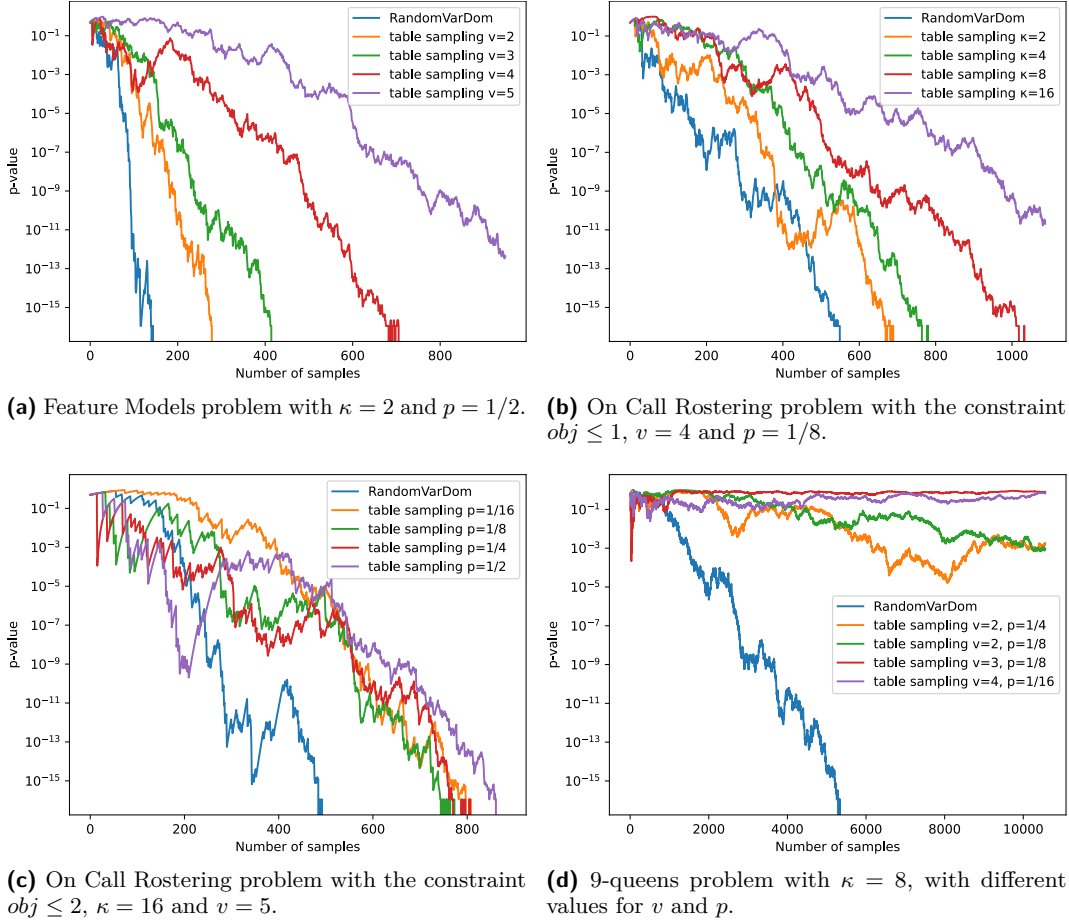 10⁻¹
10⁻³
10⁻⁵
10⁻⁷
10⁻⁹
10⁻¹¹
10⁻¹³
10⁻¹⁵
p-value
0 200 400 600 800
Number of samples
RandomVarDom
table sampling v=2
table sampling v=3
table sampling v=4
table sampling v=5
(a) Feature Models problem with κ = 2 and p = 1/2.
10⁻¹
10⁻³
10⁻⁵
10⁻⁷
10⁻⁹
10⁻¹¹
10⁻¹³
10⁻¹⁵
p-value
0 200 400 600 800 1000
Number of samples
RandomVarDom
table sampling κ=2
table sampling κ=4
table sampling κ=8
table sampling κ=16
(b) On Call Rostering problem with the constraint
obj ≤ 1, v = 4 and p = 1/8.
10⁻¹
10⁻³
10⁻⁵
10⁻⁷
10⁻⁹
10⁻¹¹
10⁻¹³
10⁻¹⁵
p-value
0 200 400 600 800
Number of samples
RandomVarDom
table sampling p=1/16
table sampling p=1/8
table sampling p=1/4
table sampling p=1/2
(c) On Call Rostering problem with the constraint
obj ≤ 2, κ = 16 and v = 5.
10⁻¹
10⁻³
10⁻⁵
10⁻⁷
10⁻⁹
10⁻¹¹
10⁻¹³
10⁻¹⁵
p-value
0 2000 4000 6000 8000 10000
Number of samples
RandomVarDom
table sampling v=2, p=1/4
table sampling v=2, p=1/8
table sampling v=3, p=1/8
table sampling v=4, p=1/16
(d) 9-queens problem with κ = 8, with different
values for v and p.